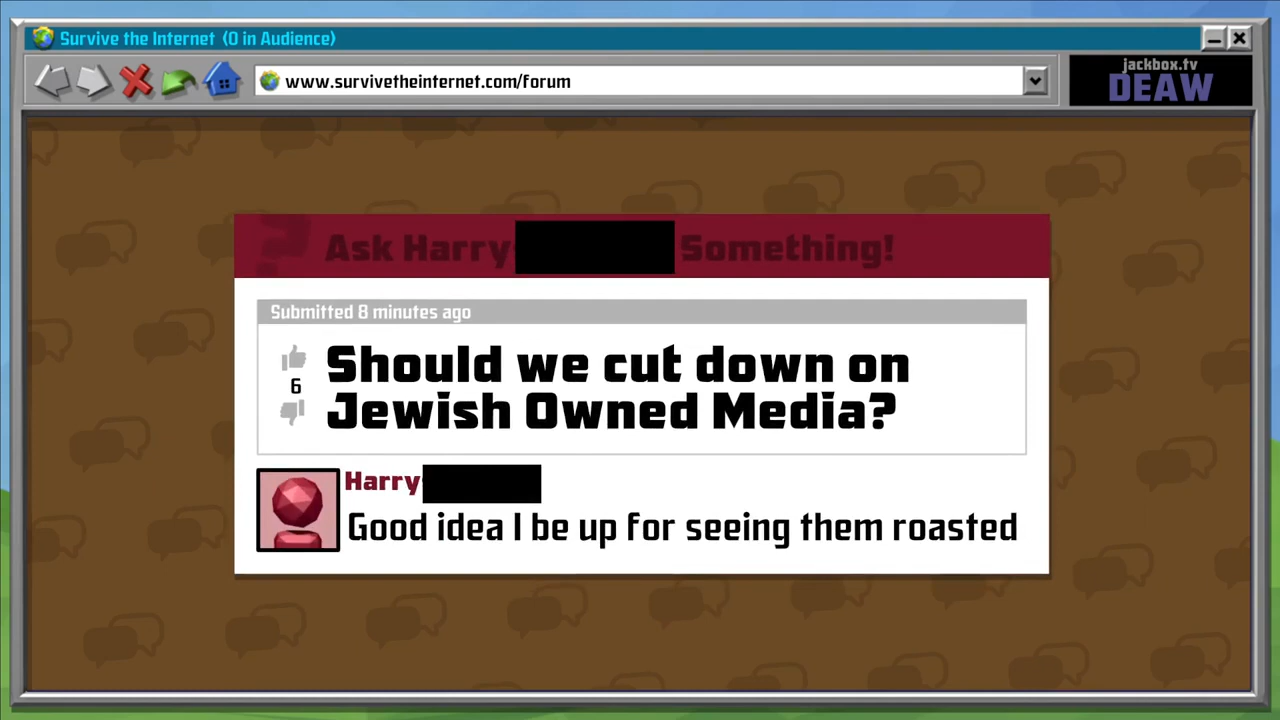 Survive the Internet (0 in Audience)
www.survivetheinternet.com/forum
jackbox.tv
DEAW
Ask Harry Something!
Submitted 8 minutes ago
Should we cut down on
6
Jewish Owned Media?
Harry
Good idea I be up for seeing them roasted